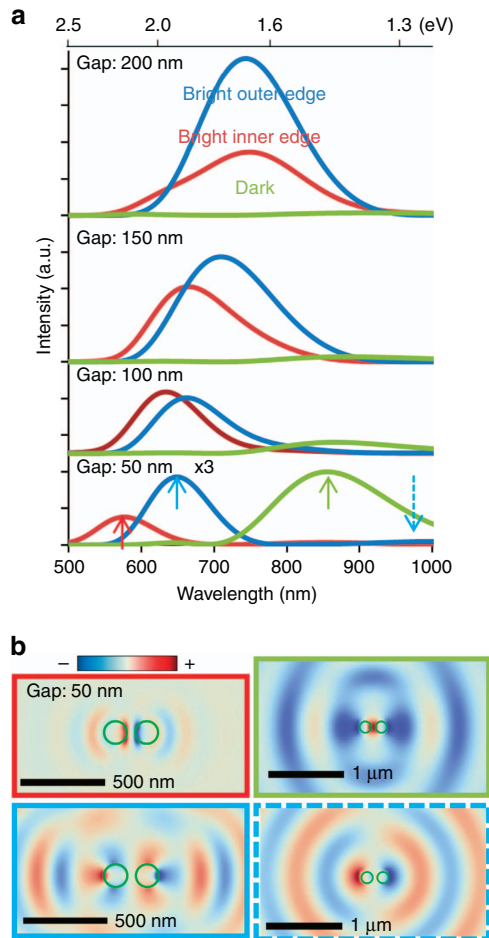 a
2.5 2.0 1.6 1.3 (eV)
Gap: 200 nm
Bright outer edge
Bright inner edge
Dark
Gap: 150 nm
Intensity (a.u.)
Gap: 100 nm
Gap: 50 nm x3
500 600 700 800 900 1000
Wavelength (nm)
b
– +
Gap: 50 nm
500 nm
1 μm
500 nm
1 μm